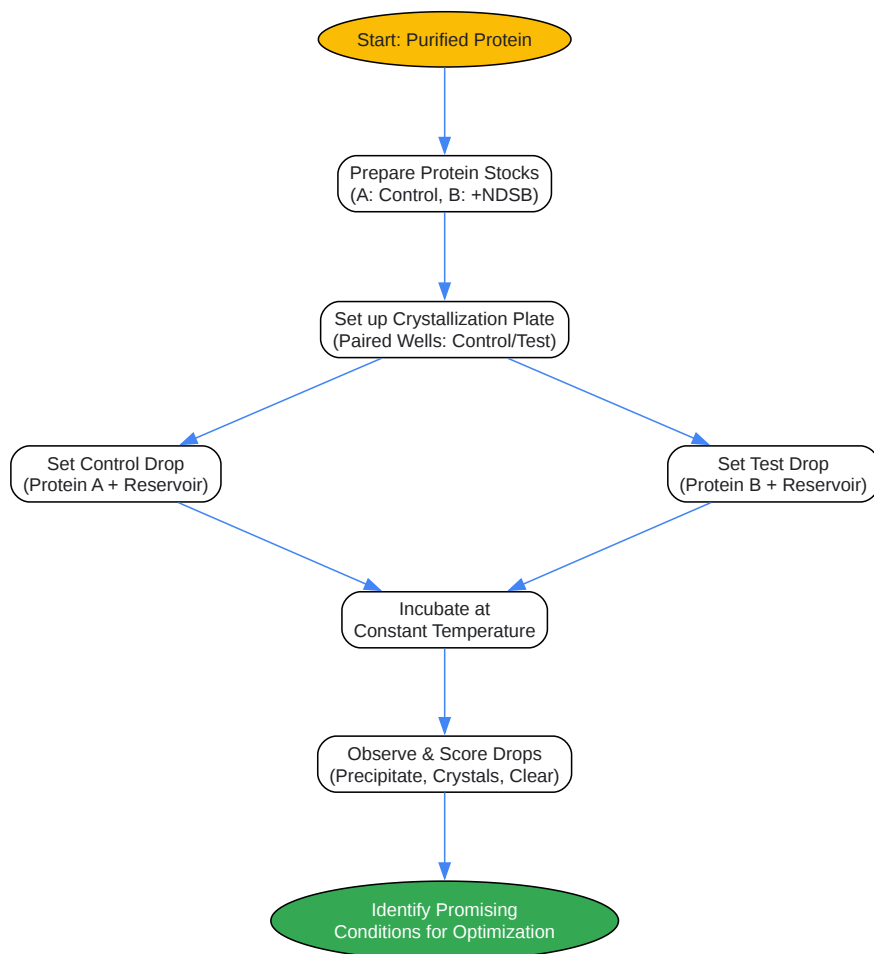 Start: Purified Protein
Prepare Protein Stocks
(A: Control, B: +NDSB)
Set up Crystallization Plate
(Paired Wells: Control/Test)
Set Control Drop
(Protein A + Reservoir)
Set Test Drop
(Protein B + Reservoir)
Incubate at
Constant Temperature
Observe & Score Drops
(Precipitate, Crystals, Clear)
Identify Promising
Conditions for Optimization